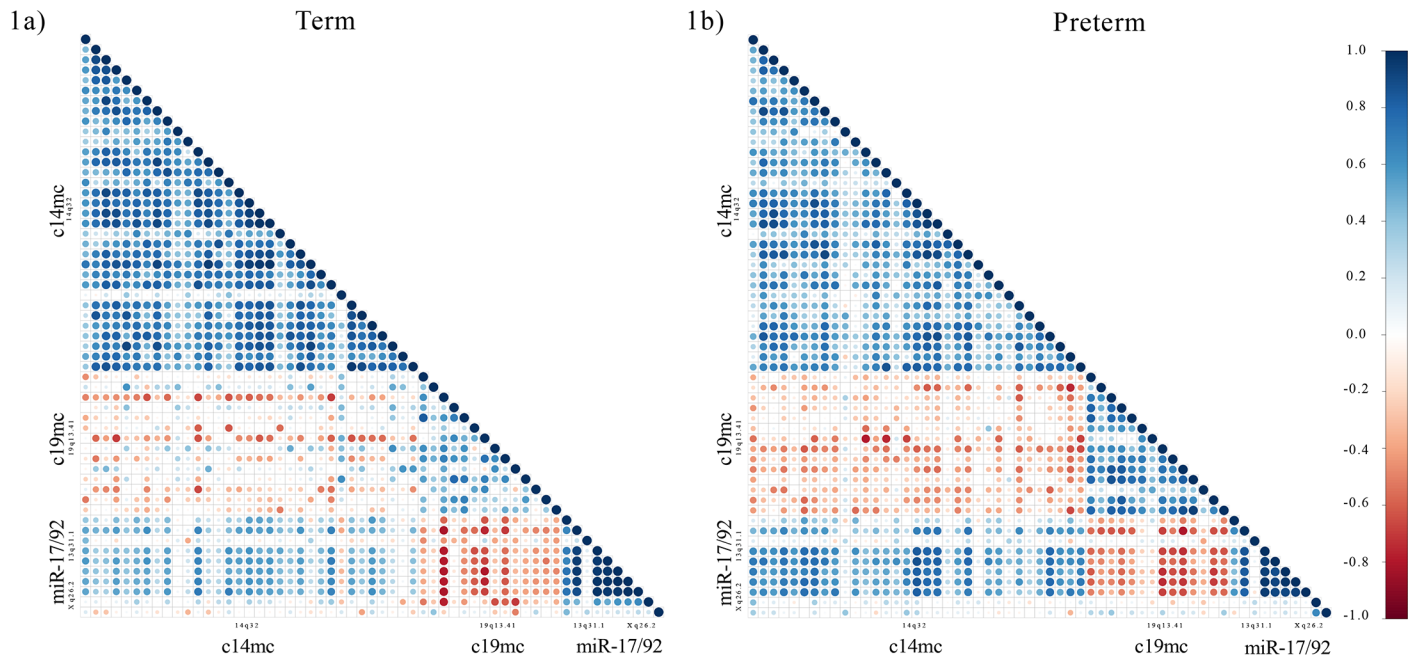 1a)
Term
1b)
Preterm
c14mc
14q32
c19mc
19q13.41
miR-17/92
Xq26.2 13q31.1
14q32
19q13.41
13q31.1
Xq26.2
c14mc
c19mc
miR-17/92
c14mc
14q32
c19mc
19q13.41
miR-17/92
Xq26.2 13q31.1
14q32
19q13.41
13q31.1
Xq26.2
c14mc
c19mc
miR-17/92
1.0
0.8
0.6
0.4
0.2
0.0
-0.2
-0.4
-0.6
-0.8
-1.0